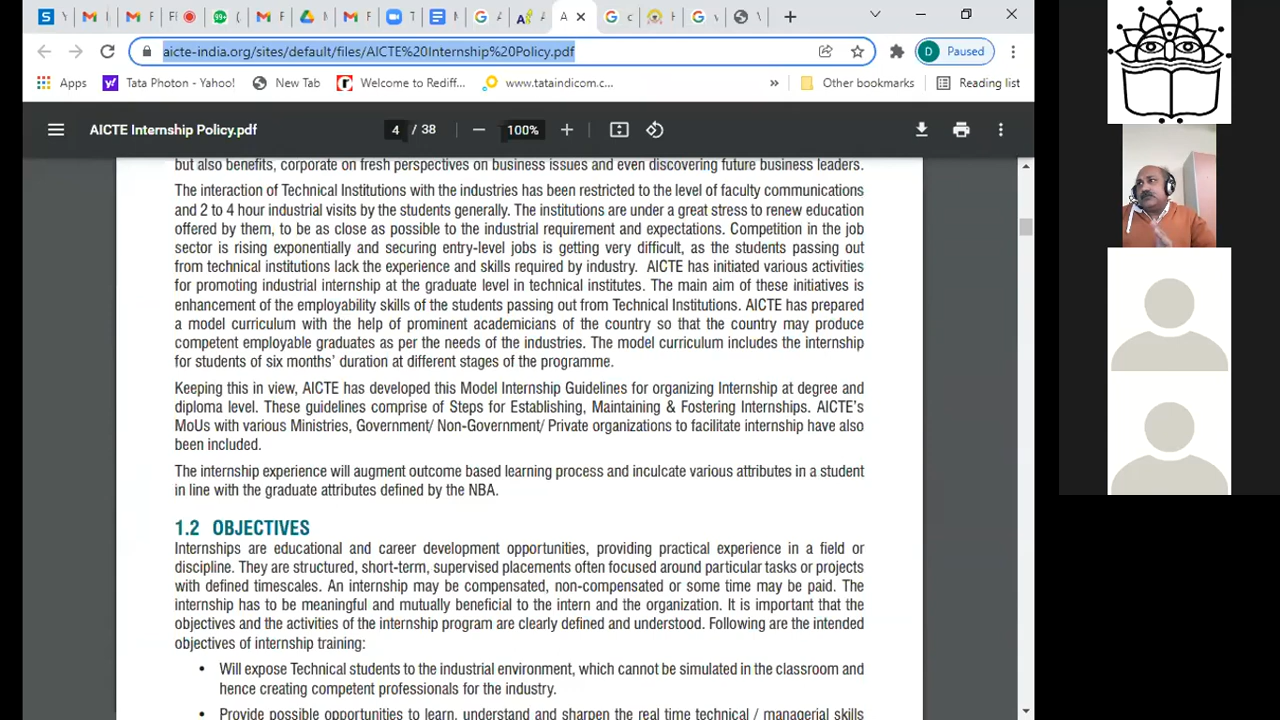 99+
aicte-india.org/sites/default/files/AICTE%20Internship%20Policy.pdf
D Paused
Apps Tata Photon - Yahoo! New Tab Welcome to Rediff... www.tataindicom.c... » Other bookmarks Reading list
AICTE Internship Policy.pdf 4 / 38 100%
but also benefits, corporate on fresh perspectives on business issues and even discovering future business leaders.
The interaction of Technical Institutions with the industries has been restricted to the level of faculty communications
and 2 to 4 hour industrial visits by the students generally. The institutions are under a great stress to renew education
offered by them, to be as close as possible to the industrial requirement and expectations. Competition in the job
sector is rising exponentially and securing entry-level jobs is getting very difficult, as the students passing out
from technical institutions lack the experience and skills required by industry. AICTE has initiated various activities
for promoting industrial internship at the graduate level in technical institutes. The main aim of these initiatives is
enhancement of the employability skills of the students passing out from Technical Institutions. AICTE has prepared
a model curriculum with the help of prominent academicians of the country so that the country may produce
competent employable graduates as per the needs of the industries. The model curriculum includes the internship
for students of six months' duration at different stages of the programme.
Keeping this in view, AICTE has developed this Model Internship Guidelines for organizing Internship at degree and
diploma level. These guidelines comprise of Steps for Establishing, Maintaining & Fostering Internships. AICTE's
MoUs with various Ministries, Government/ Non-Government/ Private organizations to facilitate internship have also
been included.
The internship experience will augment outcome based learning process and inculcate various attributes in a student
in line with the graduate attributes defined by the NBA.
1.2 OBJECTIVES
Internships are educational and career development opportunities, providing practical experience in a field or
discipline. They are structured, short-term, supervised placements often focused around particular tasks or projects
with defined timescales. An internship may be compensated, non-compensated or some time may be paid. The
internship has to be meaningful and mutually beneficial to the intern and the organization. It is important that the
objectives and the activities of the internship program are clearly defined and understood. Following are the intended
objectives of internship training:
• Will expose Technical students to the industrial environment, which cannot be simulated in the classroom and
hence creating competent professionals for the industry.
• Provide possible opportunities to learn, understand and sharpen the real time technical / managerial skills